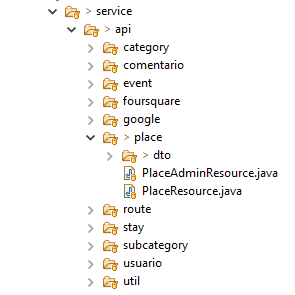 > service
> api
category
comentario
event
foursquare
google
> place
> dto
PlaceAdminResource.java
PlaceResource.java
route
stay
subcategory
usuario
util